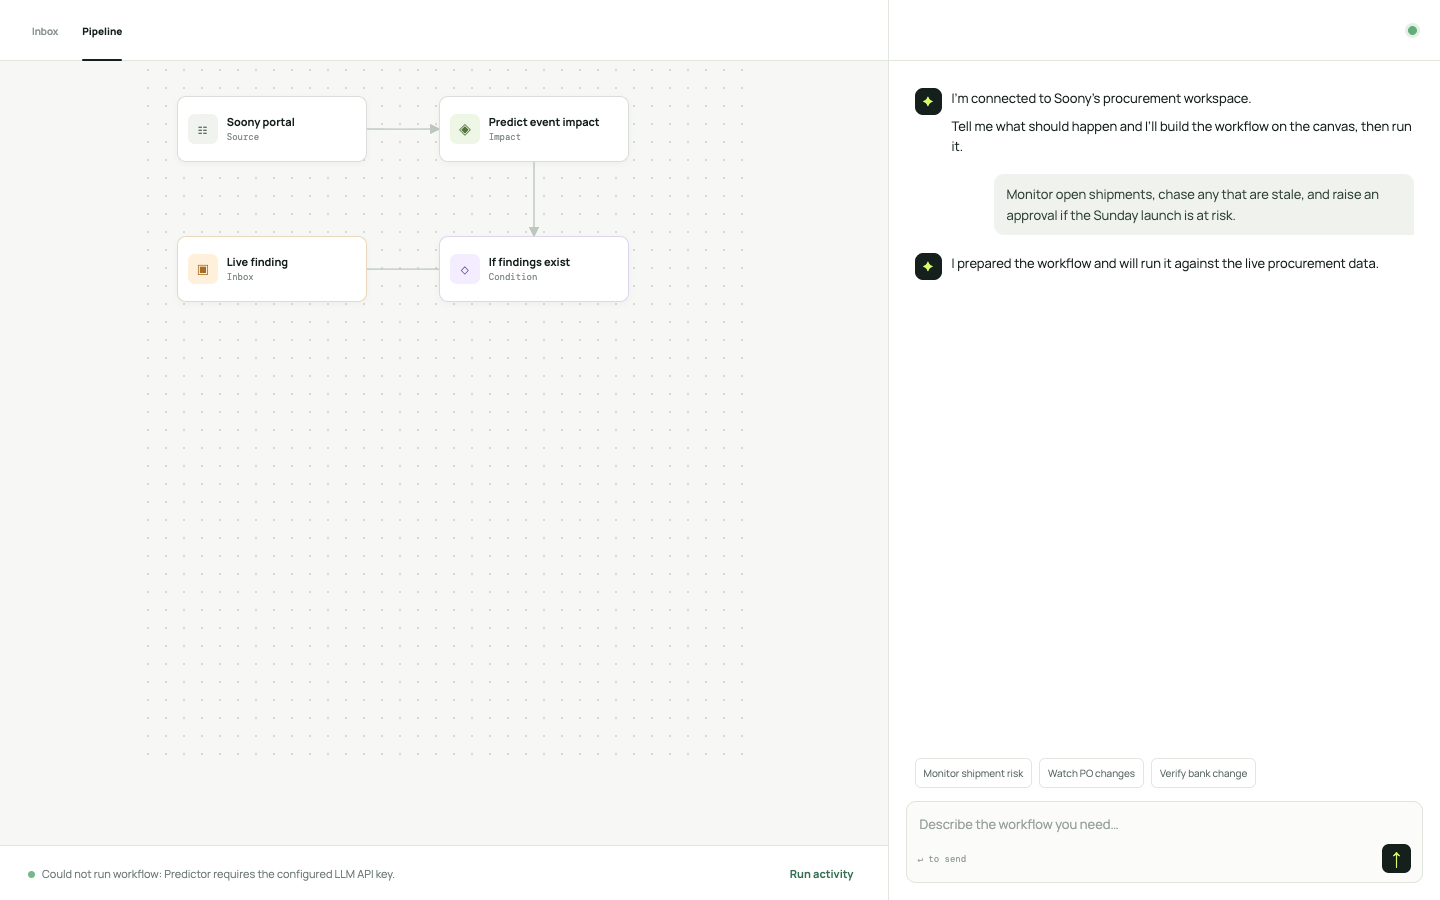 Inbox
Pipeline
Soony portal
Source
Predict event impact
Impact
Live finding
Inbox
If findings exist
Condition
Could not run workflow: Predictor requires the configured LLM API key.
Run activity
I'm connected to Soony's procurement workspace.
Tell me what should happen and I'll build the workflow on the canvas, then run
it.
Monitor open shipments, chase any that are stale, and raise an
approval if the Sunday launch is at risk.
I prepared the workflow and will run it against the live procurement data.
Monitor shipment risk
Watch PO changes
Verify bank change
Describe the workflow you need…
↵ to send